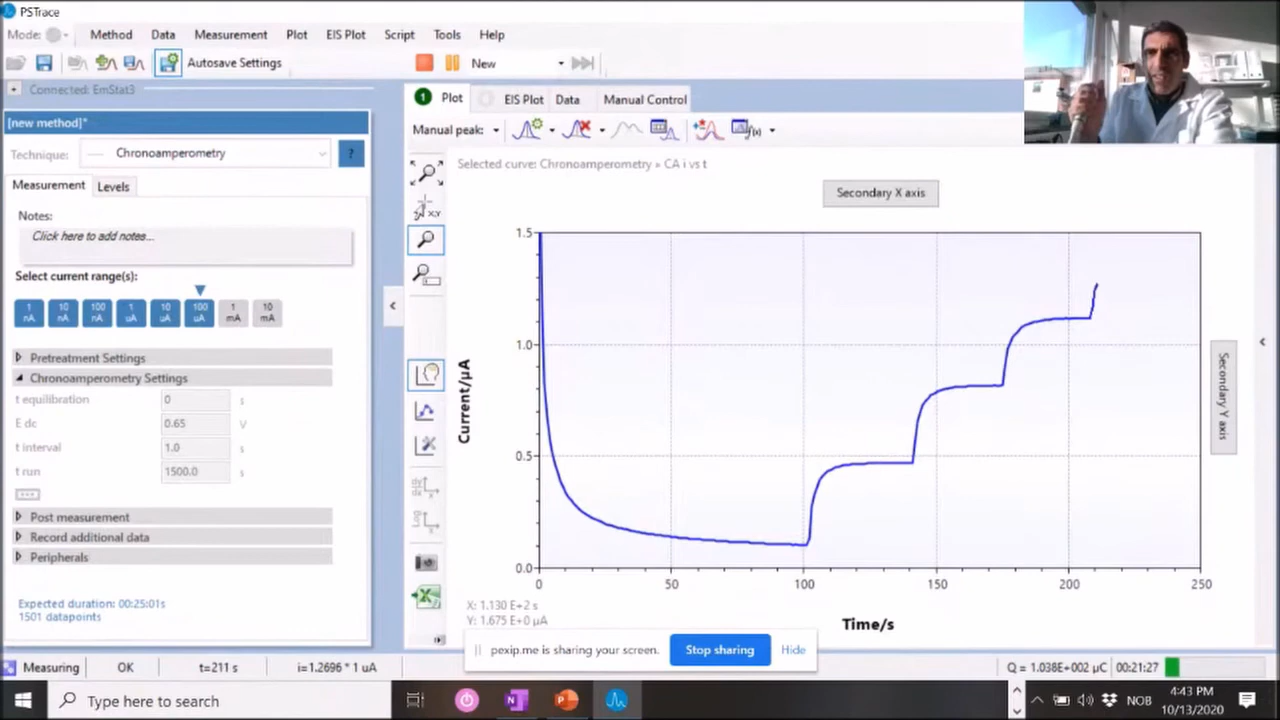 PSTrace
Mode:
Method Data Measurement Plot EIS Plot Script Tools Help
Autosave Settings
New
Connected: EmStat3
1 Plot EIS Plot Data Manual Control
[new method]*
Manual peak:
Technique: Chronoamperometry ?
Selected curve: Chronoamperometry » CA i vs t
Measurement Levels
Secondary X axis
Notes:
Click here to add notes...
Select current range(s):
1 nA 10 nA 100 nA 1 uA 10 uA 100 uA 1 mA 10 mA
Pretreatment Settings
Chronoamperometry Settings
t equilibration 0 s
E dc 0.65 V
t interval 1.0 s
t run 1500.0 s
Post measurement
Record additional data
Peripherals
Expected duration: 00:25:01s
1501 datapoints
x,y
dy/dx x
Log x
Current/µA
1.5
1.0
0.5
0.0
0 50 100 150 200 250
Time/s
Secondary Y axis
X: 1.130 E+2 s
Y: 1.675 E+0 µA
pexip.me is sharing your screen. Stop sharing Hide
Measuring OK t=211 s i=1.2696 * 1 uA Q = 1.038E+002 µC 00:21:27
Type here to search
NOB
4:43 PM
10/13/2020